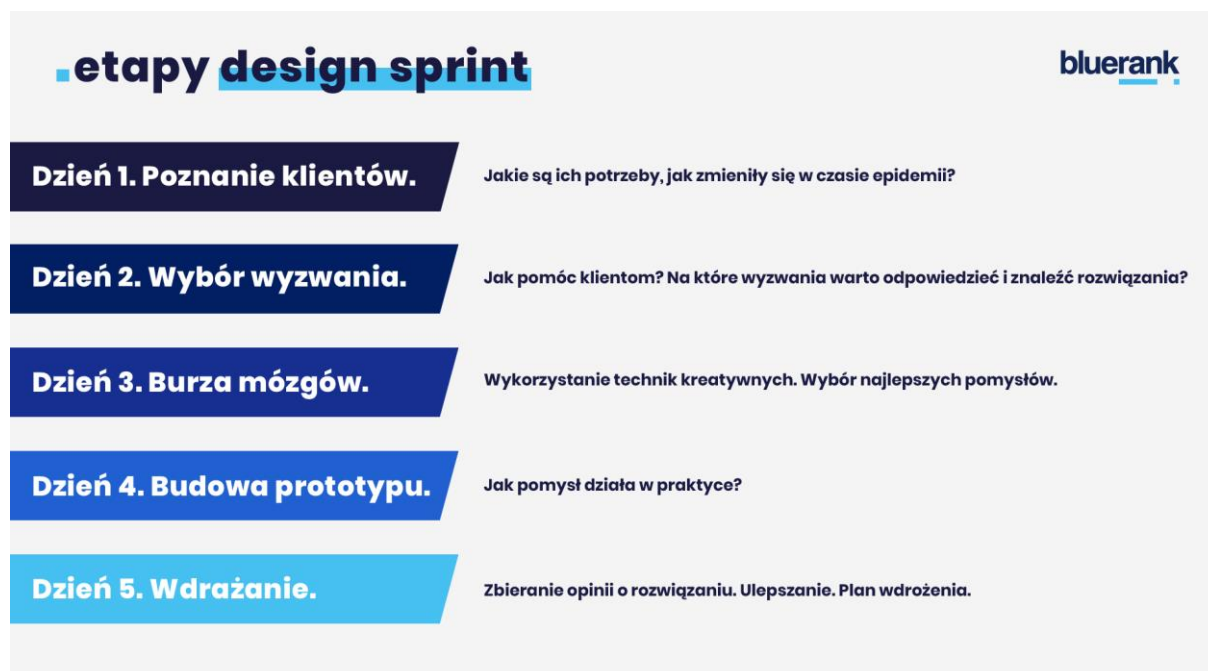 .etapy design sprint
bluerank
Dzień 1. Poznanie klientów.
Jakie są ich potrzeby, jak zmieniły się w czasie epidemii?
Dzień 2. Wybór wyzwania.
Jak pomóc klientom? Na które wyzwania warto odpowiedzieć i znaleźć rozwiązania?
Dzień 3. Burza mózgów.
Wykorzystanie technik kreatywnych. Wybór najlepszych pomysłów.
Dzień 4. Budowa prototypu.
Jak pomysł działa w praktyce?
Dzień 5. Wdrażanie.
Zbieranie opinii o rozwiązaniu. Ulepszanie. Plan wdrożenia.